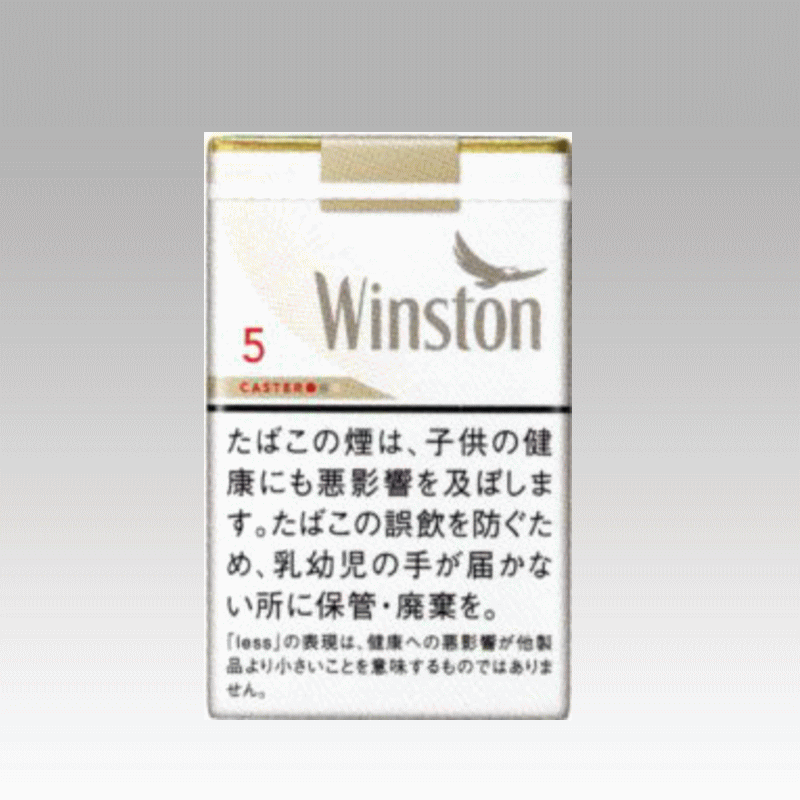 Winston
5
CASTER
たばこの煙は、子供の健
康にも悪影響を及ぼしま
す。たばこの誤飲を防ぐた
め、乳幼児の手が届かな
い所に保管・廃棄を。
「less」の表現は、健康への悪影響が他製
品より小さいことを意味するものではありま
せん。